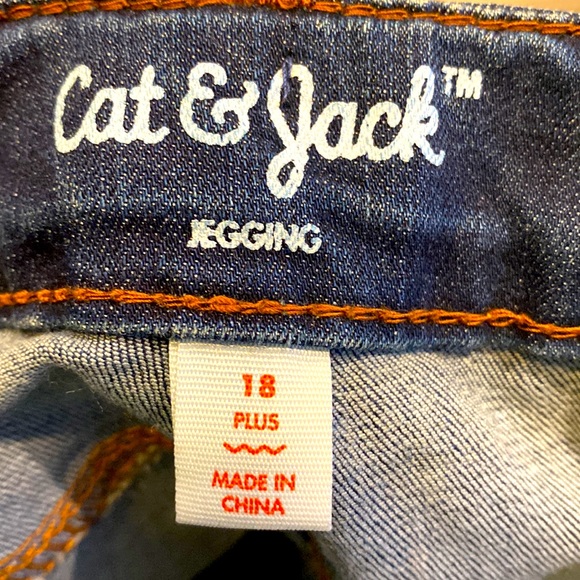 Cat & Jack™
JEGGING
18
PLUS
MADE IN
CHINA